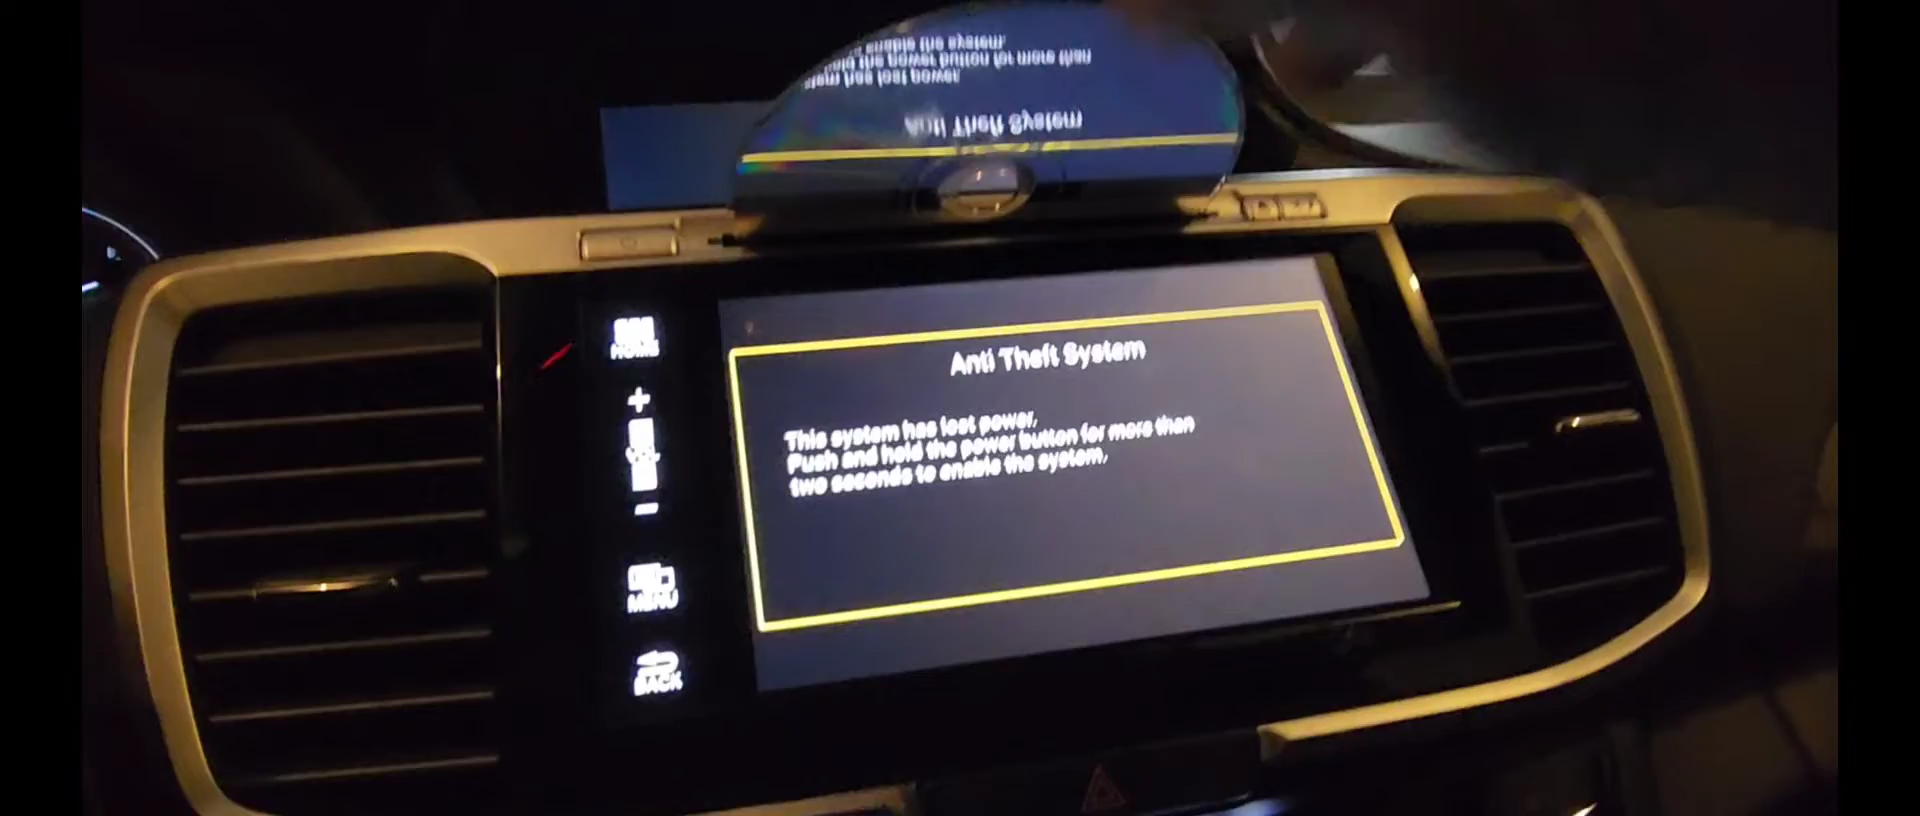 HOME
+
VOL
−
MENU
BACK
Anti Theft System
This system has lost power.
Push and hold the power button for more than
two seconds to enable the system.